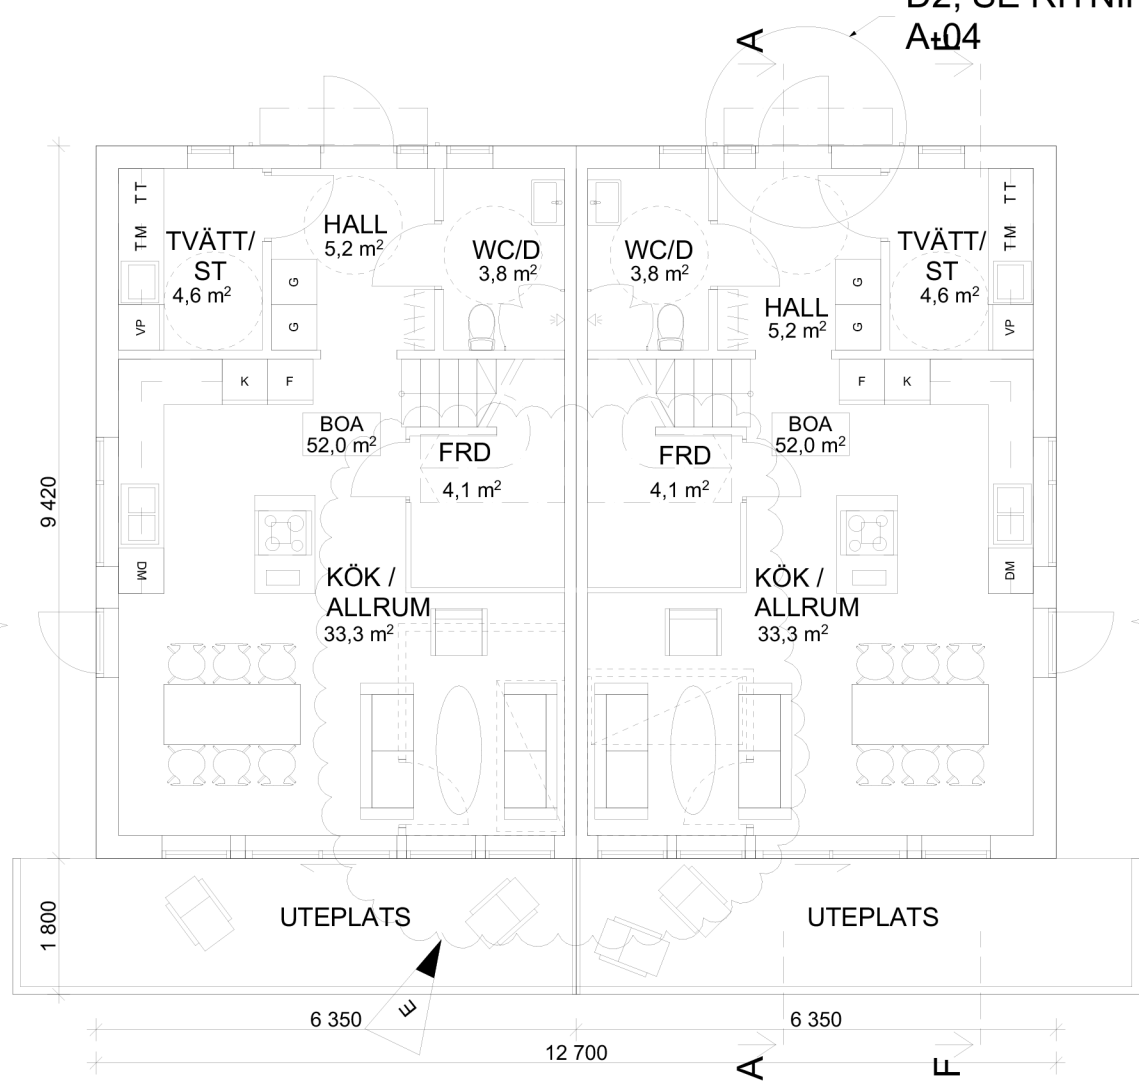 A-04
A
F
TT
TM
VP
TVÄTT/
ST
4,6 m²
HALL
5,2 m²
G
G
WC/D
3,8 m²
WC/D
3,8 m²
HALL
5,2 m²
G
G
TVÄTT/
ST
4,6 m²
TT
TM
VP
K
F
F
K
BOA
52,0 m²
FRD
4,1 m²
FRD
4,1 m²
BOA
52,0 m²
9 420
DM
KÖK /
ALLRUM
33,3 m²
KÖK /
ALLRUM
33,3 m²
DM
1 800
UTEPLATS
UTEPLATS
E
6 350
6 350
12 700
A
F